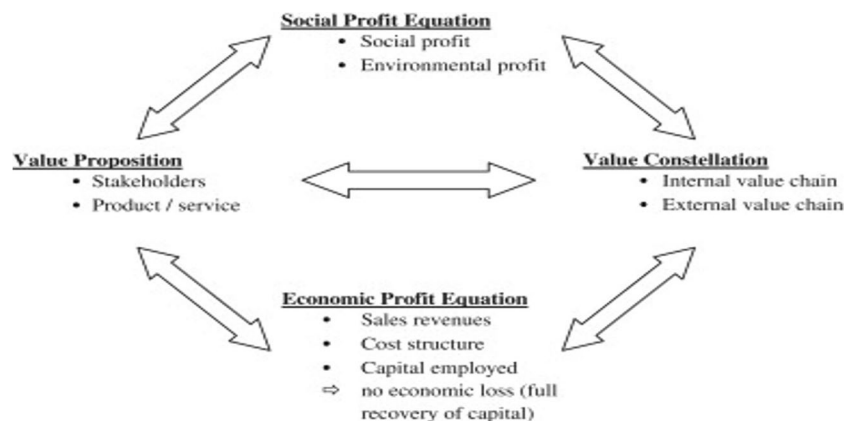 Social Profit Equation
• Social profit
• Environmental profit
Value Proposition
• Stakeholders
• Product / service
Value Constellation
• Internal value chain
• External value chain
Economic Profit Equation
• Sales revenues
• Cost structure
• Capital employed
⇨ no economic loss (full
recovery of capital)